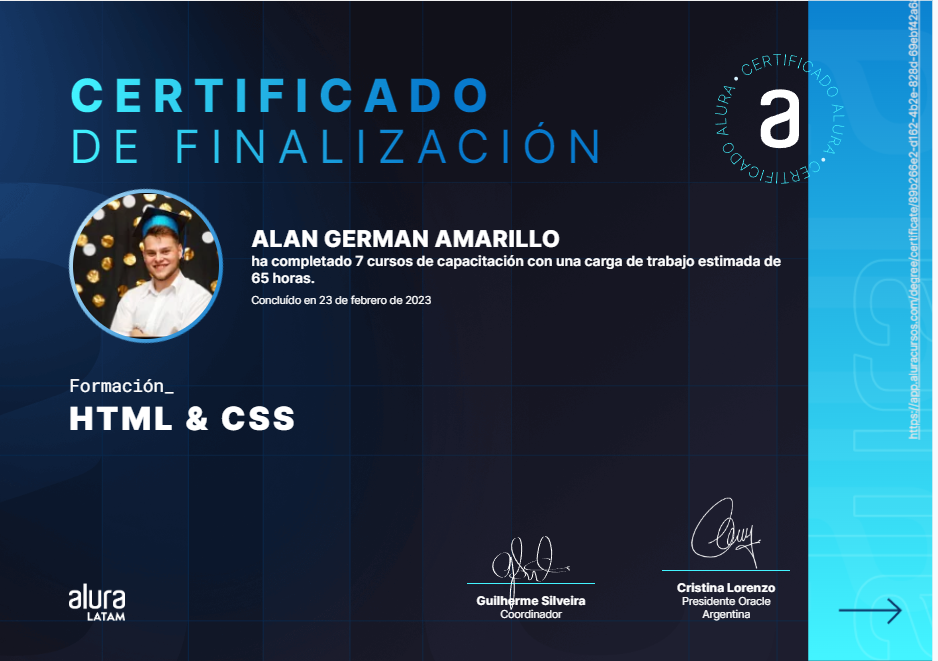 CERTIFICADO
DE FINALIZACIÓN
CERTIFICADO ALURA • CERTIFICADO ALURA •
a
ALAN GERMAN AMARILLO
ha completado 7 cursos de capacitación con una carga de trabajo estimada de
65 horas.
Concluído en 23 de febrero de 2023
Formación_
HTML & CSS
Guilherme Silveira
Coordinador
Cristina Lorenzo
Presidente Oracle
Argentina
alura
LATAM
https://app.aluracursos.com/degree/certificate/89b266e2-d162-4b2e-828d-69ebf42a6